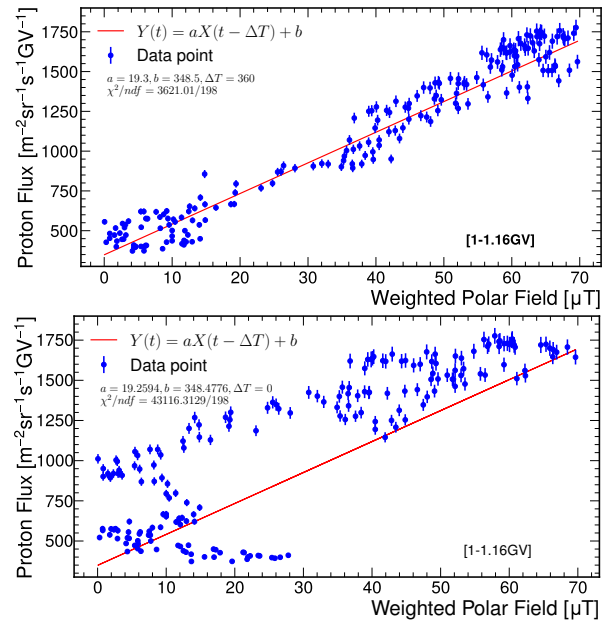 Y(t) = aX(t − ΔT) + b
Data point
a = 19.3, b = 348.5, ΔT = 360
χ²/ndf = 3621.01/198
1750
1500
1250
1000
750
500
Proton Flux [m⁻²sr⁻¹s⁻¹GV⁻¹]
[1-1.16GV]
0 10 20 30 40 50 60 70
Weighted Polar Field [μT]
Y(t) = aX(t − ΔT) + b
Data point
a = 19.2594, b = 348.4776, ΔT = 0
χ²/ndf = 43116.3129/198
1750
1500
1250
1000
750
500
Proton Flux [m⁻²sr⁻¹s⁻¹GV⁻¹]
[1-1.16GV]
0 10 20 30 40 50 60 70
Weighted Polar Field [μT]